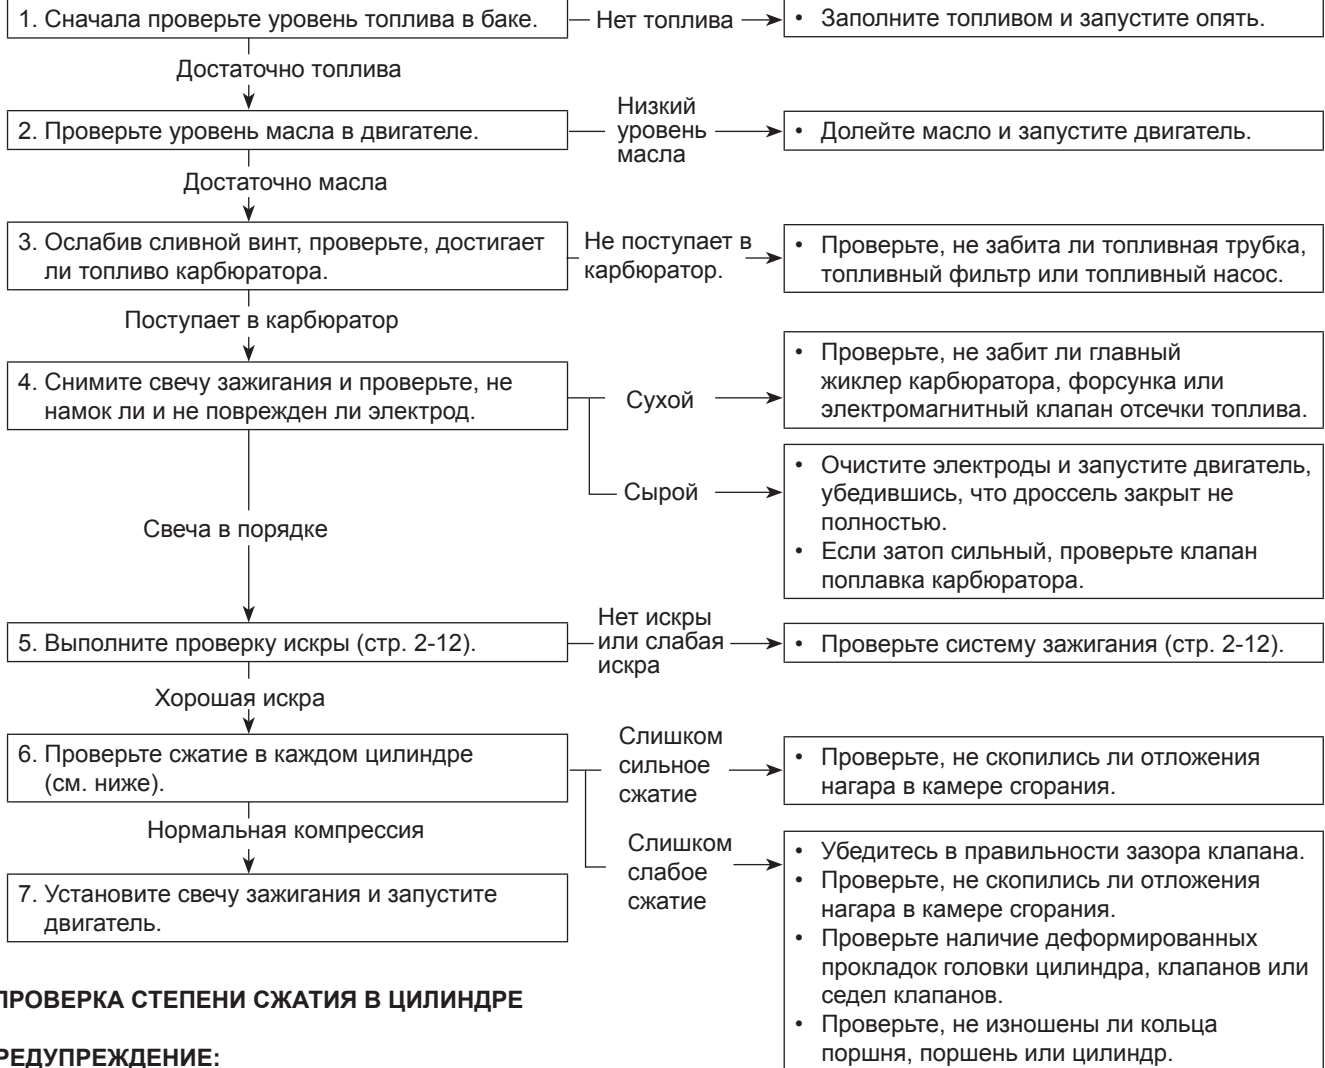 1. Сначала проверьте уровень топлива в баке.
Нет топлива
• Заполните топливом и запустите опять.
Достаточно топлива
2. Проверьте уровень масла в двигателе.
Низкий
уровень
масла
• Долейте масло и запустите двигатель.
Достаточно масла
3. Ослабив сливной винт, проверьте, достигает
ли топливо карбюратора.
Не поступает в
карбюратор.
• Проверьте, не забита ли топливная трубка,
топливный фильтр или топливный насос.
Поступает в карбюратор
4. Снимите свечу зажигания и проверьте, не
намок ли и не поврежден ли электрод.
Сухой
• Проверьте, не забит ли главный
жиклер карбюратора, форсунка или
электромагнитный клапан отсечки топлива.
Сырой
• Очистите электроды и запустите двигатель,
убедившись, что дроссель закрыт не
полностью.
• Если затоп сильный, проверьте клапан
поплавка карбюратора.
Свеча в порядке
5. Выполните проверку искры (стр. 2-12).
Нет искры
или слабая
искра
• Проверьте систему зажигания (стр. 2-12).
Хорошая искра
6. Проверьте сжатие в каждом цилиндре
(см. ниже).
Слишком
сильное
сжатие
• Проверьте, не скопились ли отложения
нагара в камере сгорания.
Нормальная компрессия
Слишком
слабое
сжатие
• Убедитесь в правильности зазора клапана.
• Проверьте, не скопились ли отложения
нагара в камере сгорания.
• Проверьте наличие деформированных
прокладок головки цилиндра, клапанов или
седел клапанов.
• Проверьте, не изношены ли кольца
поршня, поршень или цилиндр.
7. Установите свечу зажигания и запустите
двигатель.
ПРОВЕРКА СТЕПЕНИ СЖАТИЯ В ЦИЛИНДРЕ
РЕДУПРЕЖДЕНИЕ: